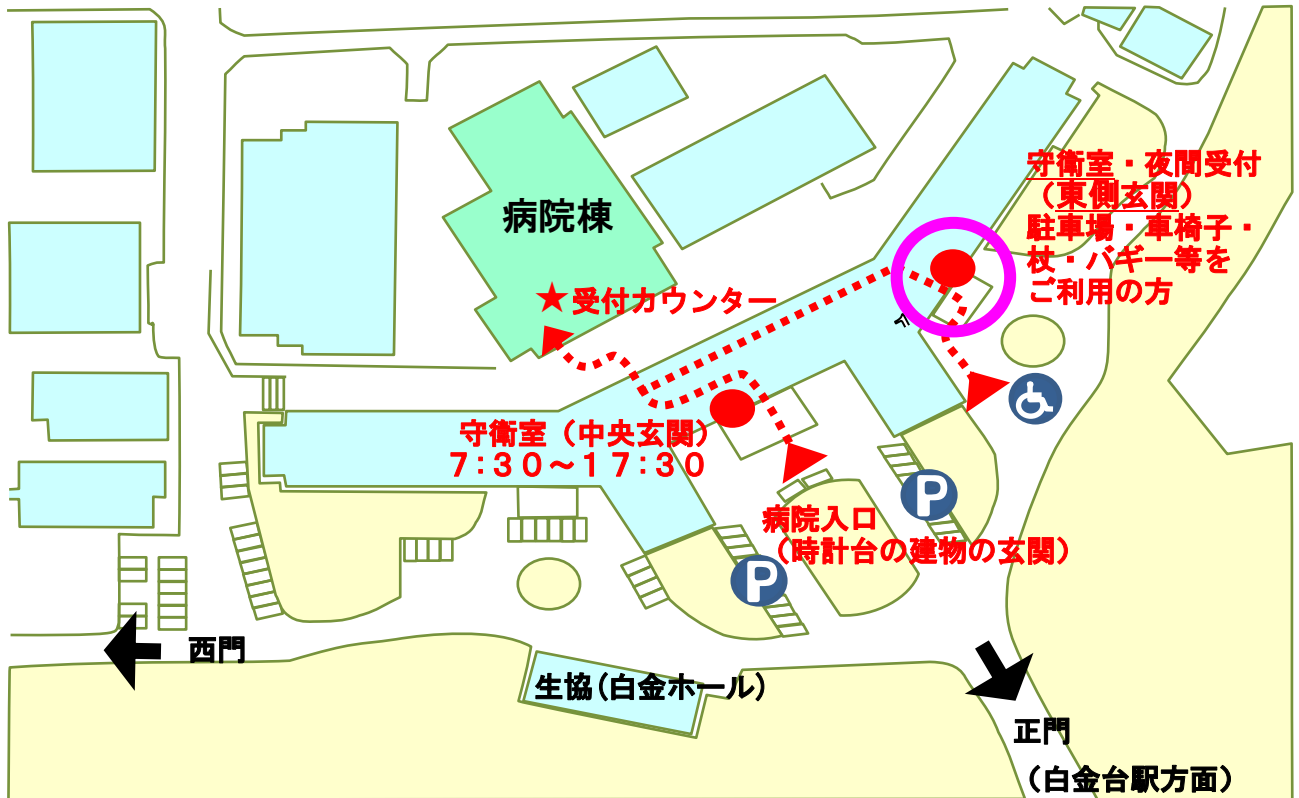 守衛室・夜間受付
（東側玄関）
駐車場・車椅子・
杖・バギー等を
ご利用の方
病院棟
★受付カウンター
守衛室（中央玄関）
７：３０～１７：３０
P
病院入口
（時計台の建物の玄関）
P
西門
生協(白金ホール)
正門
（白金台駅方面）